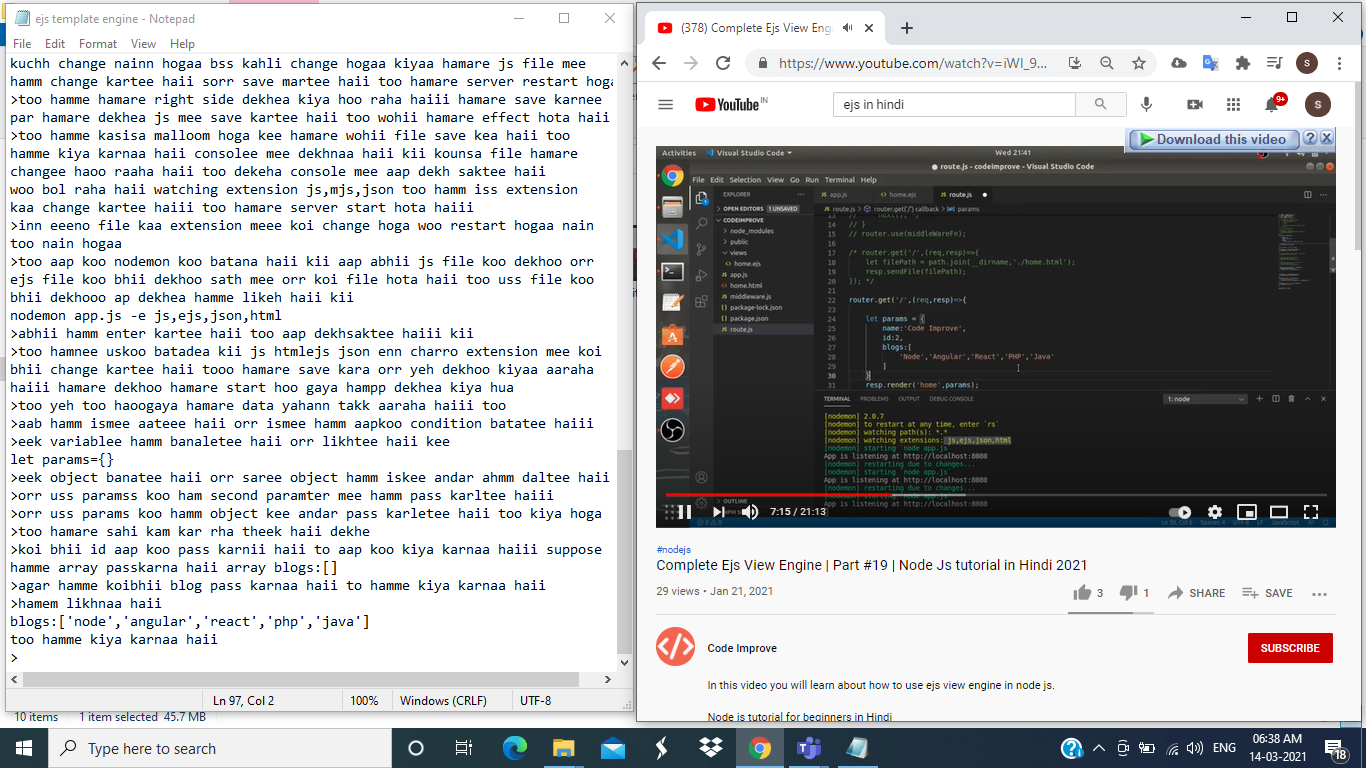 ejs template engine - Notepad
File Edit Format View Help
kuchh change nainn hogaa bss kahli change hogaa kiyaa hamare js file mee
hamm change kartee haii sorr save martee haii too hamare server restart hoga
>too hamme hamare right side dekhea kiya hoo raha haiii hamare save karnee
par hamare dekhea js mee save kartee haii too wohii hamare effect hota haii
>too hamme kasisa malloom hoga kee hamare wohii file save kea haii too
hamme kiya karnaa haii consolee mee dekhnaa haii kii kounsa file hamare
changee haoo raaha haii too dekeha console mee aap dekh saktee haii
woo bol raha haii watching extension js,mjs,json too hamm iss extension
kaa change kartee haiii too hamare server start hota haiii
>inn eeeno file kaa extension meee koi change hoga woo restart hogaa nain
too nain hogaa
>too aap koo nodemon koo batana haii kii aap abhii js file koo dekhoo orr
ejs file koo bhii dekhoo sath mee orr koi file hota haii too uss file koo
bhii dekhooo ap dekhea hamme likeh haii kii
nodemon app.js -e js,ejs,json,html
>abhii hamm enter kartee haii too aap dekhsaktee haiii kii
>too hamnee uskoo batadea kii js htmlejs json enn charro extension mee koi
bhii change kartee haii tooo hamare save kara orr yeh dekhoo kiyaa aaraha
haiii hamare dekhoo hamare start hoo gaya hampp dekhea kiya hua
>too yeh too haoogaya hamare data yahann takk aaraha haiii too
>aab hamm ismee aateee haii orr ismee hamm aapkoo condition batatee haiii
>eek variablee hamm banaletee haii orr likhtee haii kee
let params={}
>eek object banatee haii orr saree object hamm iskee andar ahmm daltee haii
>orr uss paramss koo ham second paramter mee hamm pass karltee haiii
>orr uss params koo hamm object kee andar pass karletee haii too kiya hoga
>too hamare sahi kam kar rha theek haii dekhe
>koi bhii id aap koo pass karnii haii to aap koo kiya karnaa haiii suppose
hamme array passkarna haii array blogs:[]
>agar hamme koibhii blog pass karnaa haii to hamme kiya karnaa haii
>hamem likhnaa haii
blogs:['node','angular','react','php','java']
too hamme kiya karnaa haii
>
Ln 97, Col 2 100% Windows (CRLF) UTF-8
10 items 1 item selected 45.7 MB
(378) Complete Ejs View Eng
https://www.youtube.com/watch?v=iWI_9...
S
YouTube IN
ejs in hindi
9+
S
Download this video ? X
Activities Visual Studio Code Wed 21:41
route.js - codeimprove - Visual Studio Code
File Edit Selection View Go Run Terminal Help
EXPLORER
OPEN EDITORS 1 UNSAVED
CODEIMPROVE
node_modules
public
views
home.ejs
app.js
home.html
middleware.js
package-lock.json
package.json
route.js
OUTLINE
app.js home.ejs route.js
route.js > router.get('/') callback > params
14 // }
15 // router.use(middleWareFn);
16
17 /* router.get('/',(req,resp)=>{
18 let filePath = path.join(__dirname,'./home.html');
19 resp.sendFile(filePath);
20 }); */
21
22 router.get('/',(req,resp)=>{
23
24 let params = {
25 name:'Code Improve',
26 id:2,
27 blogs:[
28 'Node','Angular','React','PHP','Java'
29 ]
30 }
31 resp.render('home',params);
TERMINAL PROBLEMS OUTPUT DEBUG CONSOLE 1: node
[nodemon] 2.0.7
[nodemon] to restart at any time, enter `rs`
[nodemon] watching path(s): *.*
[nodemon] watching extensions: js,ejs,json,html
[nodemon] starting `node app.js`
App is listening at http://localhost:8080
[nodemon] restarting due to changes...
[nodemon] starting `node app.js`
App is listening at http://localhost:8080
[nodemon] restarting due to changes...
App is listening at http://localhost:8080
7:15 / 21:13
#nodejs
Complete Ejs View Engine | Part #19 | Node Js tutorial in Hindi 2021
29 views • Jan 21, 2021
3 1 SHARE SAVE
Code Improve
SUBSCRIBE
In this video you will learn about how to use ejs view engine in node js.
Node js tutorial for beginners in Hindi
Type here to search
ENG
06:38 AM
14-03-2021
18